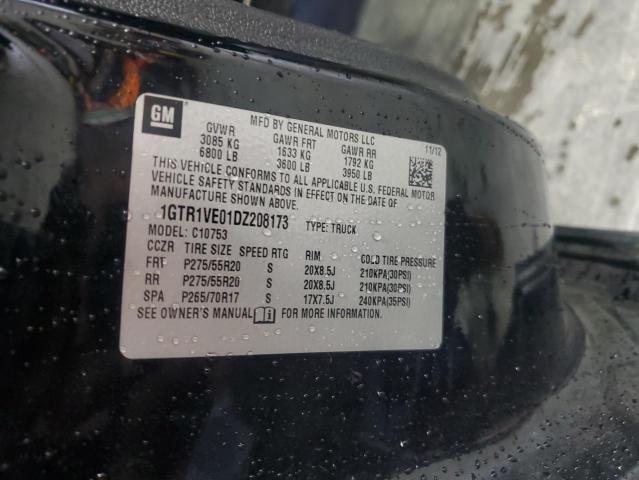 GM
MFD BY GENERAL MOTORS LLC
11/12
GVWR GAWR FRT GAWR RR
3085 KG 1633 KG 1792 KG
6800 LB 3600 LB 3950 LB
THIS VEHICLE CONFORMS TO ALL APPLICABLE U.S. FEDERAL MOTOR
VEHICLE SAFETY STANDARDS IN EFFECT ON THE DATE OF
MANUFACTURE SHOWN ABOVE.
1GTR1VE01DZ208173 TYPE: TRUCK
MODEL: C10753
CCZR TIRE SIZE SPEED RTG RIM COLD TIRE PRESSURE
FRT P275/55R20 S 20X8.5J 210KPA(30PSI)
RR P275/55R20 S 20X8.5J 210KPA(30PSI)
SPA P265/70R17 S 17X7.5J 240KPA(35PSI)
SEE OWNER'S MANUAL FOR MORE INFORMATION.